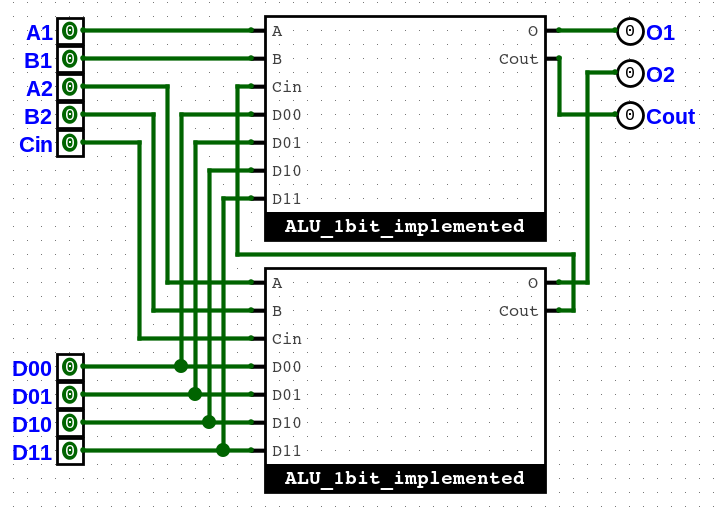 A1 0
B1 0
A2 0
B2 0
Cin 0
A
B
Cin
D00
D01
D10
D11
O
Cout
ALU_1bit_implemented
0 O1
0 O2
0 Cout
D00 0
D01 0
D10 0
D11 0
A
B
Cin
D00
D01
D10
D11
O
Cout
ALU_1bit_implemented